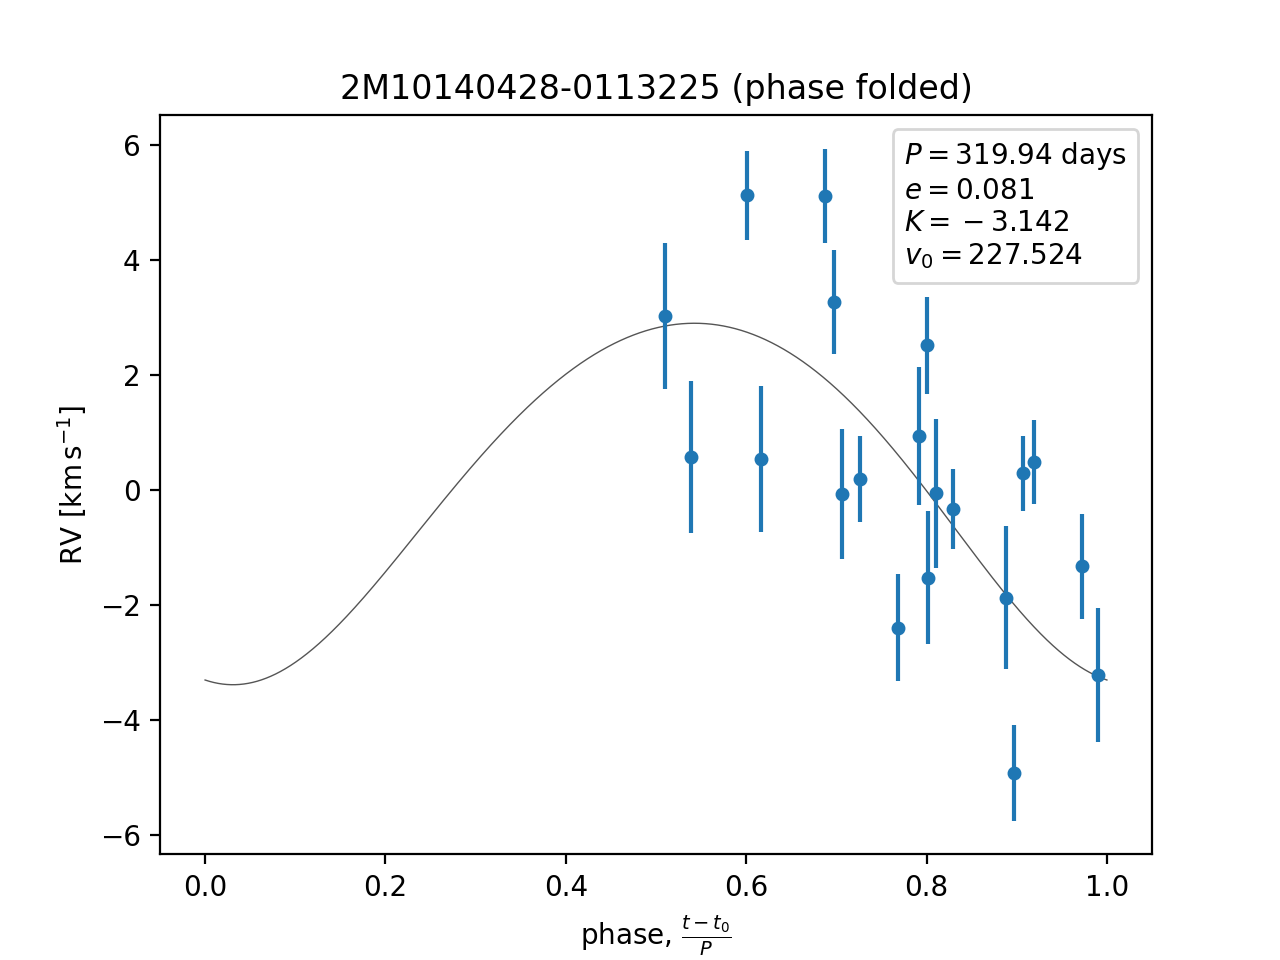 2M10140428-0113225 (phase folded)
P = 319.94 days
e = 0.081
K = −3.142
v₀ = 227.524
RV [km s⁻¹]
6
4
2
0
−2
−4
−6
0.0 0.2 0.4 0.6 0.8 1.0
phase, (t − t₀)/P